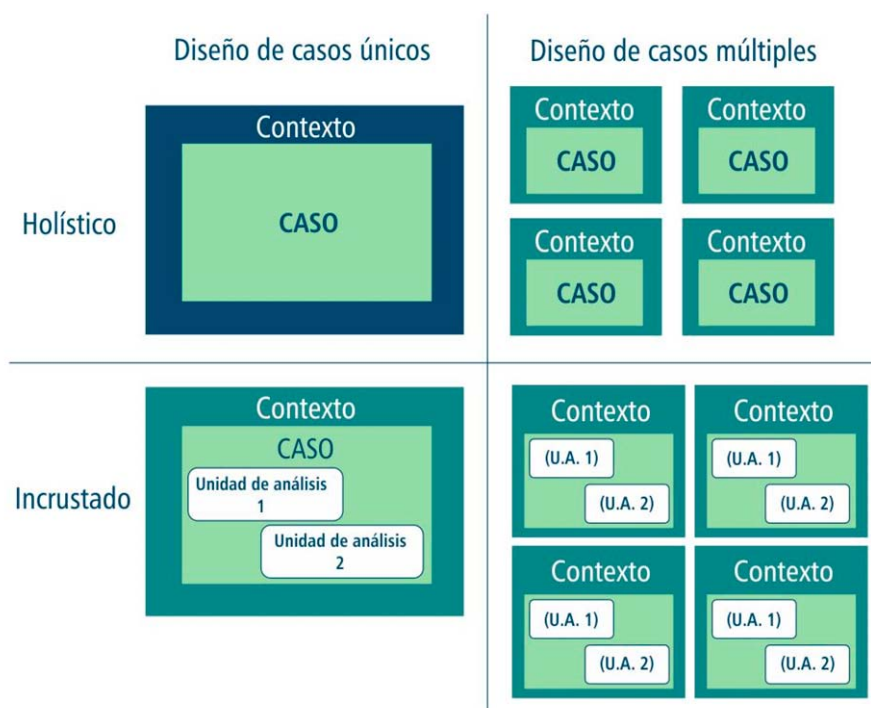 Diseño de casos únicos
Diseño de casos múltiples
Holístico
Contexto
CASO
Contexto
CASO
Contexto
CASO
Contexto
CASO
Contexto
CASO
Incrustado
Contexto
CASO
Unidad de análisis
1
Unidad de análisis
2
Contexto
(U.A. 1)
(U.A. 2)
Contexto
(U.A. 1)
(U.A. 2)
Contexto
(U.A. 1)
(U.A. 2)
Contexto
(U.A. 1)
(U.A. 2)